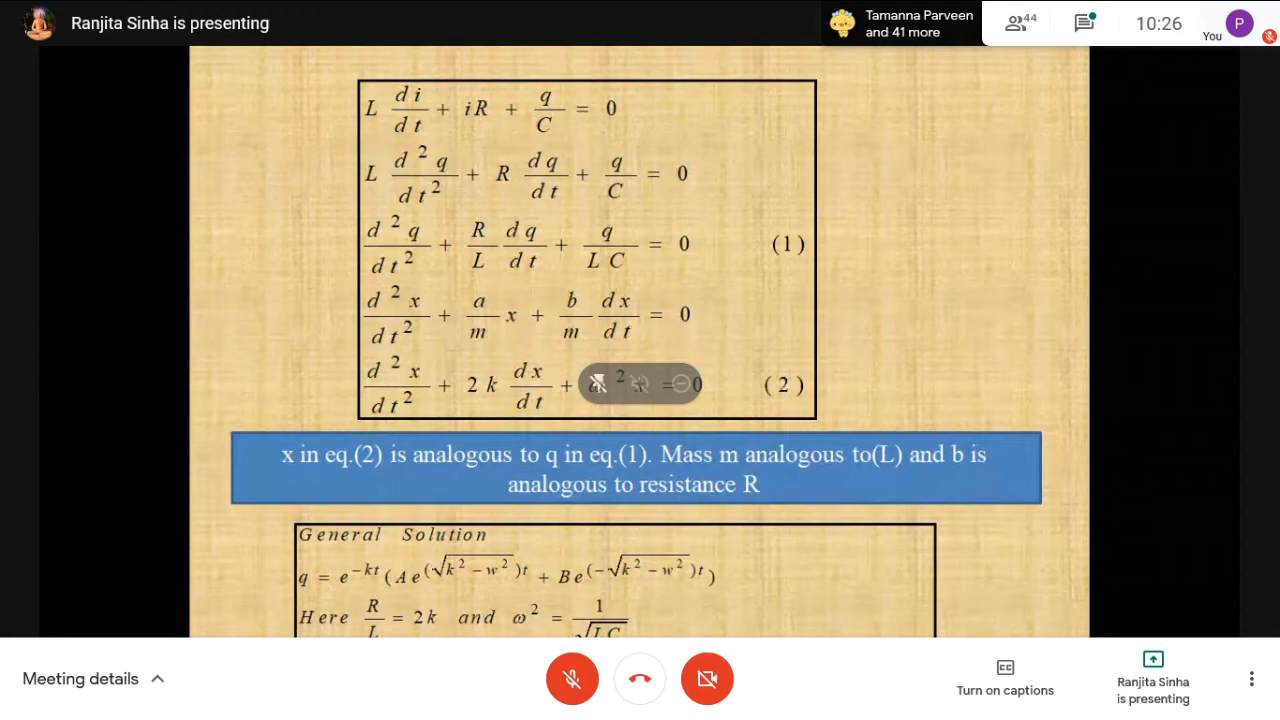 Ranjita Sinha is presenting
Tamanna Parveen
and 41 more
44
10:26
You
P
L di/dt + iR + q/C = 0
L d²q/dt² + R dq/dt + q/C = 0
d²q/dt² + R/L dq/dt + q/LC = 0 (1)
d²x/dt² + a/m x + b/m dx/dt = 0
d²x/dt² + 2k dx/dt + ² = 0 (2)
x in eq.(2) is analogous to q in eq.(1). Mass m analogous to(L) and b is
analogous to resistance R
General Solution
q = e^-kt (Ae^(√k² - w²)t + Be^(-√k² - w²)t)
Here R/L = 2k and ω² = 1/√LC
Meeting details
CC
Turn on captions
Ranjita Sinha
is presenting